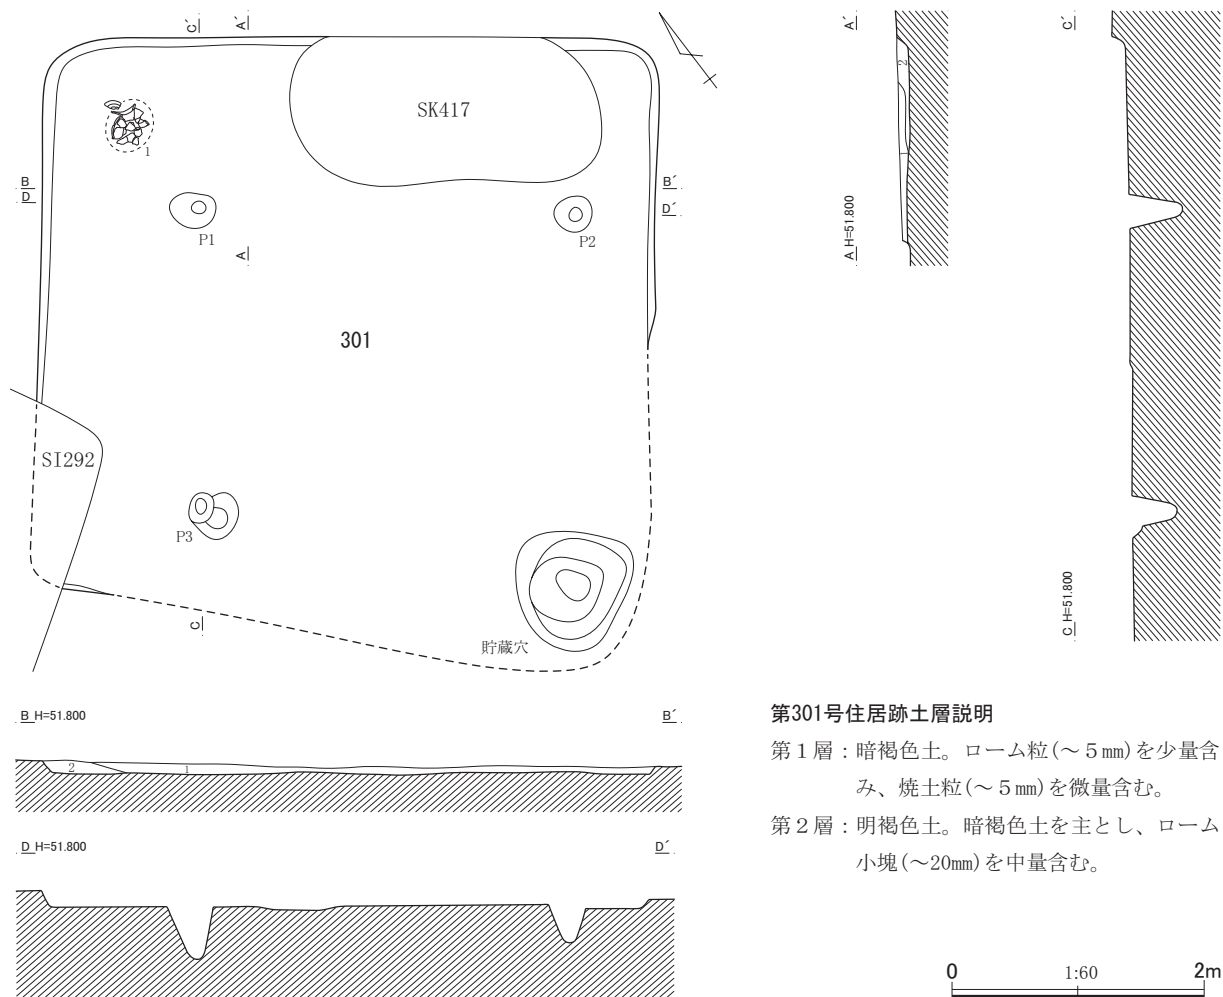 C´
A´
SK417
1
B
D
B´
D´
P1
P2
A
301
SI292
P3
C
貯蔵穴
A´
2
A H=51.800
C´
C H=51.800
B H=51.800
B´
2
1
D H=51.800
D´
第301号住居跡土層説明
第１層：暗褐色土。ローム粒(～５㎜)を少量含
み、焼土粒(～５㎜)を微量含む。
第２層：明褐色土。暗褐色土を主とし、ローム
小塊(～20㎜)を中量含む。
0
1:60
2m